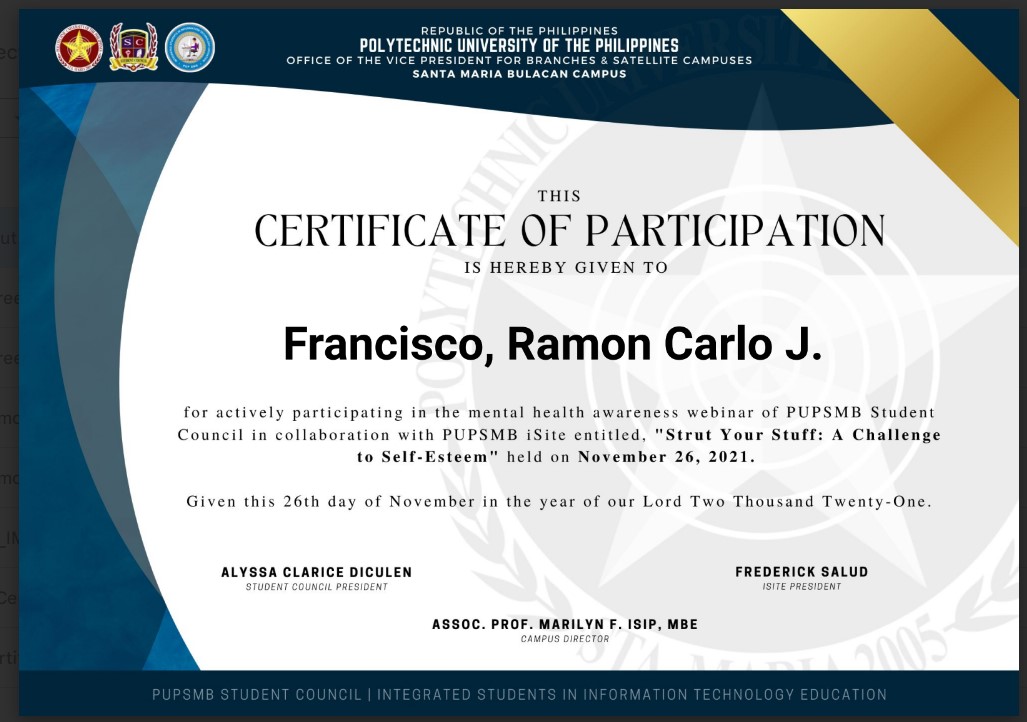 REPUBLIC OF THE PHILIPPINES
POLYTECHNIC UNIVERSITY OF THE PHILIPPINES
OFFICE OF THE VICE PRESIDENT FOR BRANCHES & SATELLITE CAMPUSES
SANTA MARIA BULACAN CAMPUS
THIS
CERTIFICATE OF PARTICIPATION
IS HEREBY GIVEN TO
Francisco, Ramon Carlo J.
for actively participating in the mental health awareness webinar of PUPSMB Student
Council in collaboration with PUPSMB iSite entitled, "Strut Your Stuff: A Challenge
to Self-Esteem" held on November 26, 2021.
Given this 26th day of November in the year of our Lord Two Thousand Twenty-One.
ALYSSA CLARICE DICULEN
STUDENT COUNCIL PRESIDENT
FREDERICK SALUD
ISITE PRESIDENT
ASSOC. PROF. MARILYN F. ISIP, MBE
CAMPUS DIRECTOR
POLYTECHNIC UNIVERSITY
STA MARIA 2005
PUPSMB STUDENT COUNCIL | INTEGRATED STUDENTS IN INFORMATION TECHNOLOGY EDUCATION